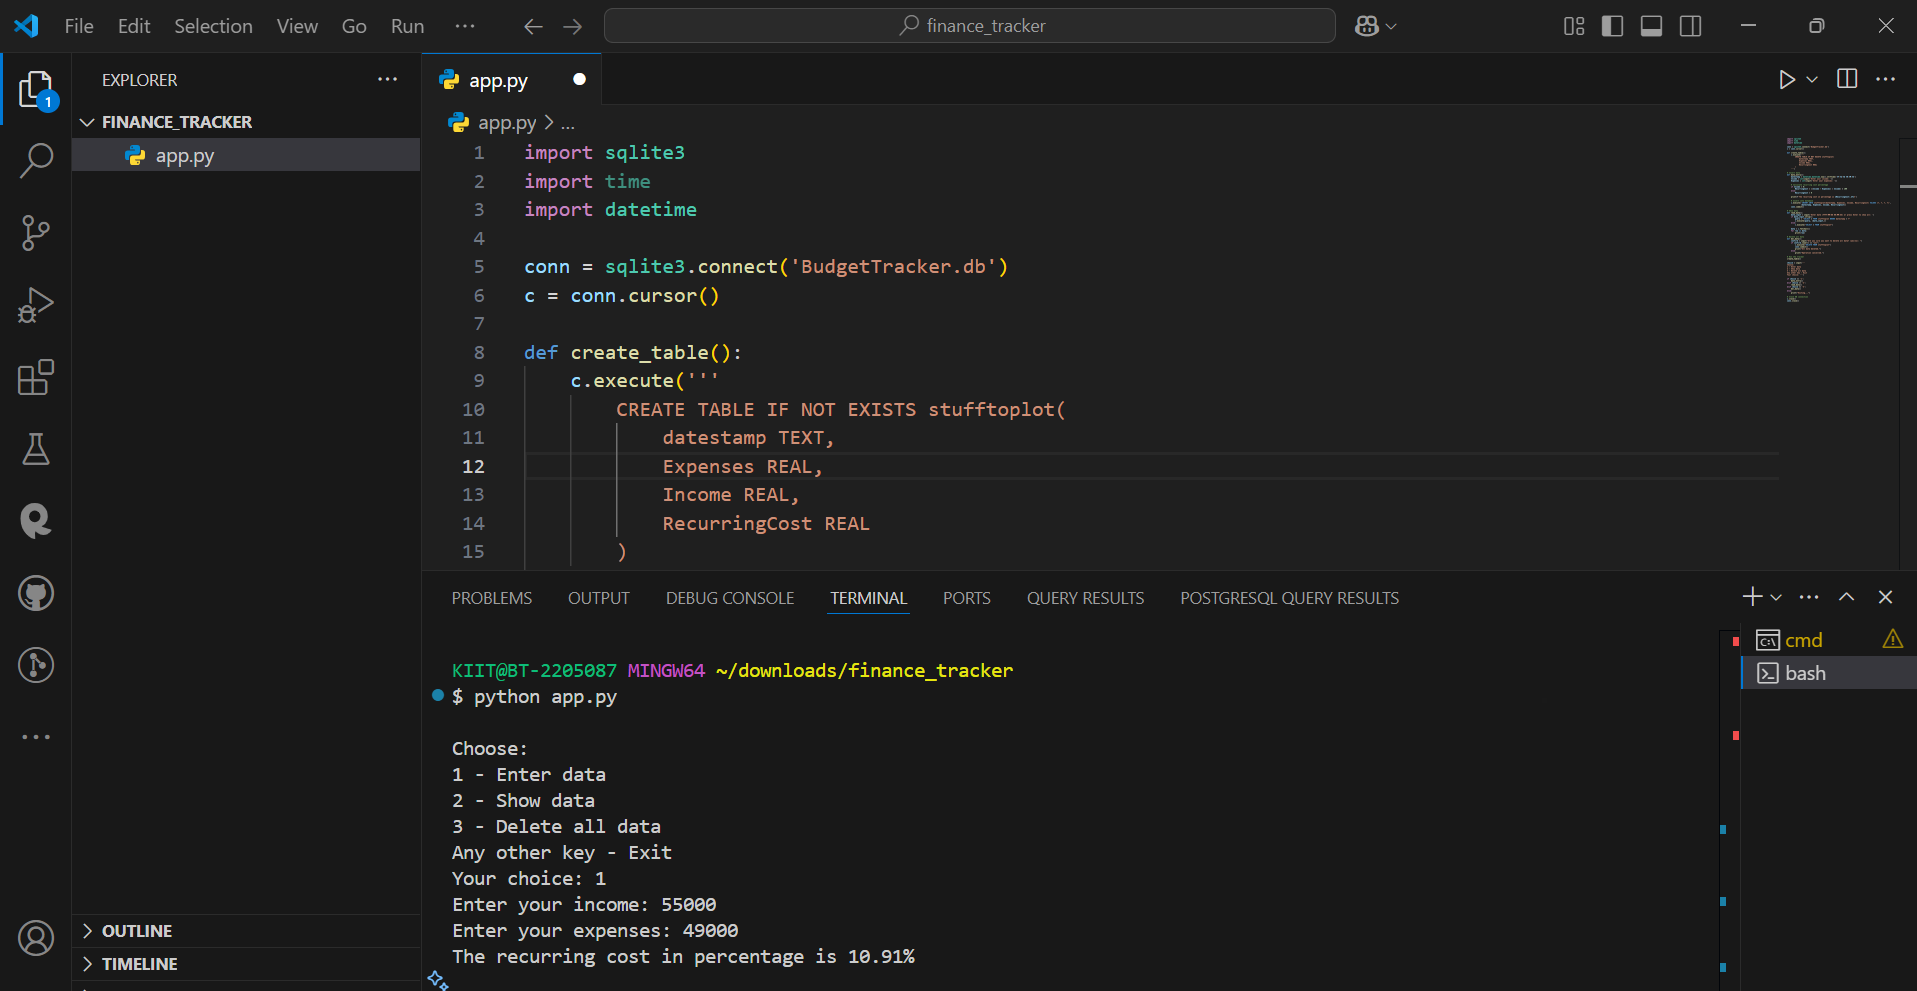 File Edit Selection View Go Run ... finance_tracker
EXPLORER ...
1
FINANCE_TRACKER
app.py
OUTLINE
TIMELINE
app.py
app.py > ...
1 import sqlite3
2 import time
3 import datetime
4
5 conn = sqlite3.connect('BudgetTracker.db')
6 c = conn.cursor()
7
8 def create_table():
9 c.execute('''
10 CREATE TABLE IF NOT EXISTS stufftoplot(
11 datestamp TEXT,
12 Expenses REAL,
13 Income REAL,
14 RecurringCost REAL
15 )
PROBLEMS OUTPUT DEBUG CONSOLE TERMINAL PORTS QUERY RESULTS POSTGRESQL QUERY RESULTS
cmd
bash
KIIT@BT-2205087 MINGW64 ~/downloads/finance_tracker
$ python app.py
Choose:
1 - Enter data
2 - Show data
3 - Delete all data
Any other key - Exit
Your choice: 1
Enter your income: 55000
Enter your expenses: 49000
The recurring cost in percentage is 10.91%